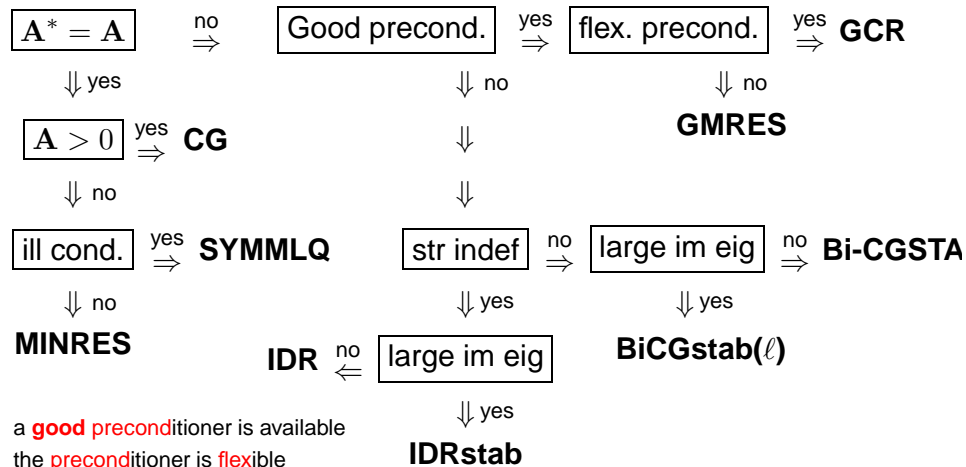 A* = A no ⇒ Good precond. yes ⇒ flex. precond. yes ⇒ GCR
⇓ yes ⇓ no ⇓ no
GMRES
A > 0 yes ⇒ CG ⇓
⇓ no ⇓
ill cond. yes ⇒ SYMMLQ str indef no ⇒ large im eig no ⇒ Bi-CGSTA
⇓ no ⇓ yes ⇓ yes
MINRES IDR no ⇐ large im eig BiCGstab(ℓ)
⇓ yes
a good preconditioner is available
the preconditioner is flexible IDRstab